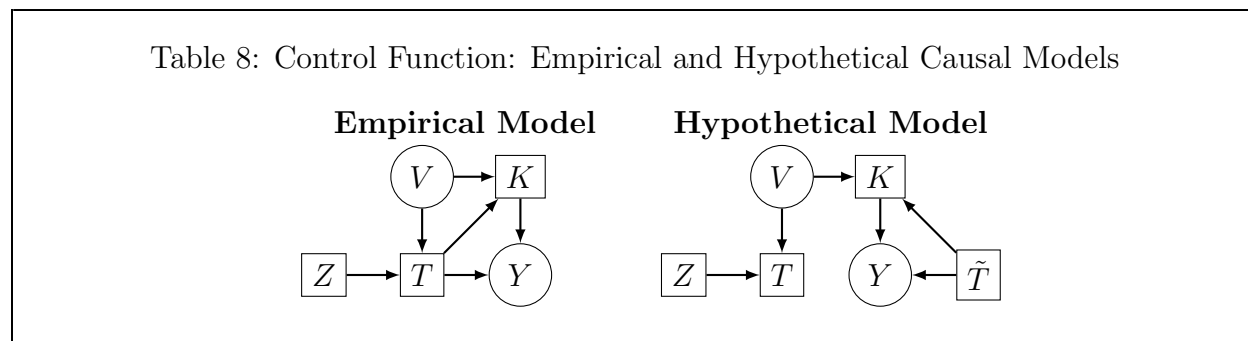 Table 8: Control Function: Empirical and Hypothetical Causal Models
Empirical Model Hypothetical Model
V K V K
Z T Y Z T Y T̃